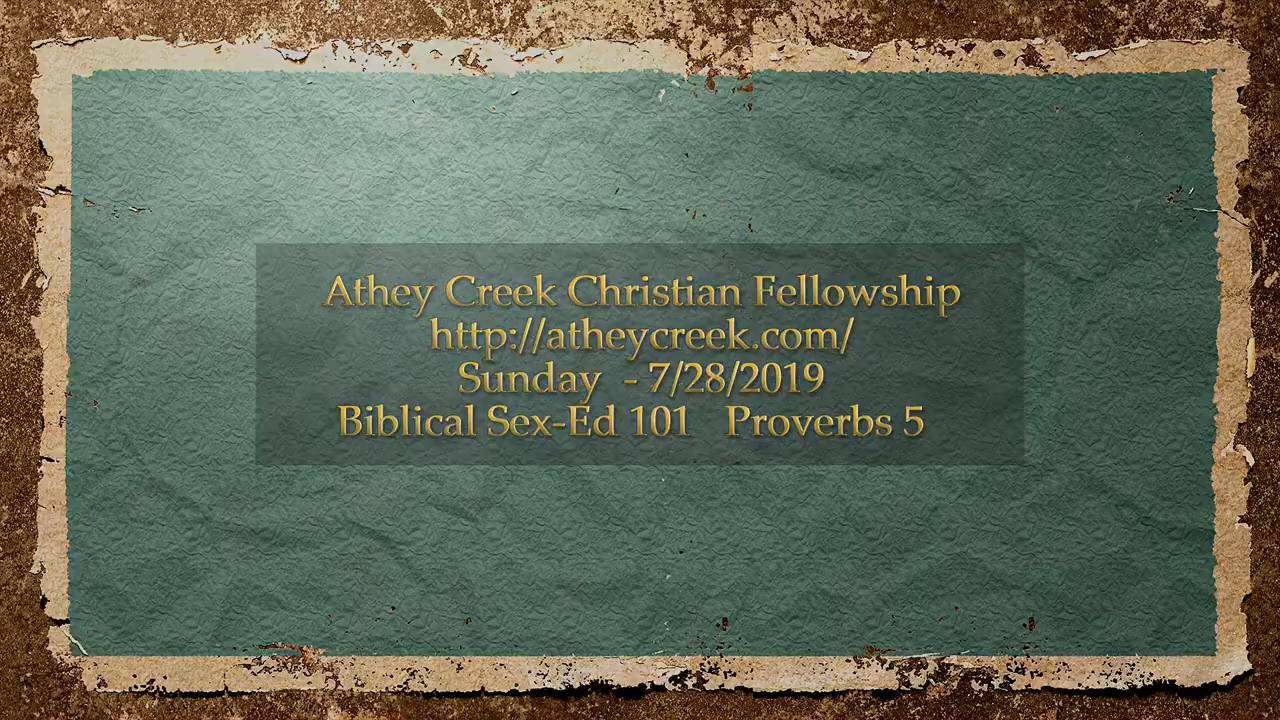 Athey Creek Christian Fellowship
http://atheycreek.com/
Sunday - 7/28/2019
Biblical Sex-Ed 101 Proverbs 5